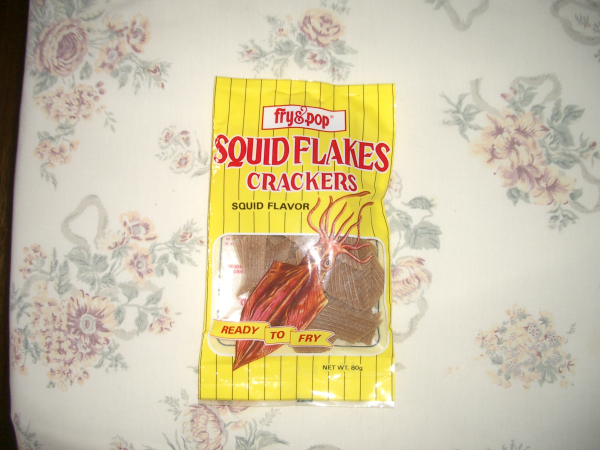 fry&pop®
SQUID FLAKES
CRACKERS
SQUID FLAVOR
READY TO FRY
NET WT. 80g